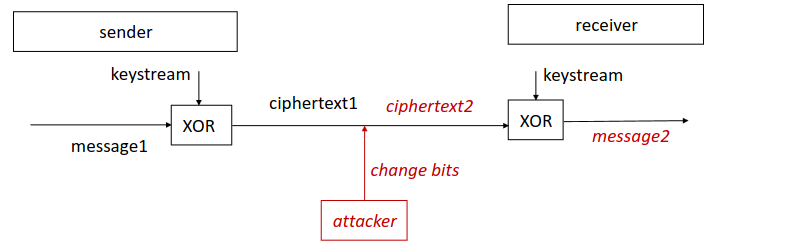 sender
receiver
keystream
keystream
ciphertext1
ciphertext2
XOR
XOR
message1
message2
change bits
attacker